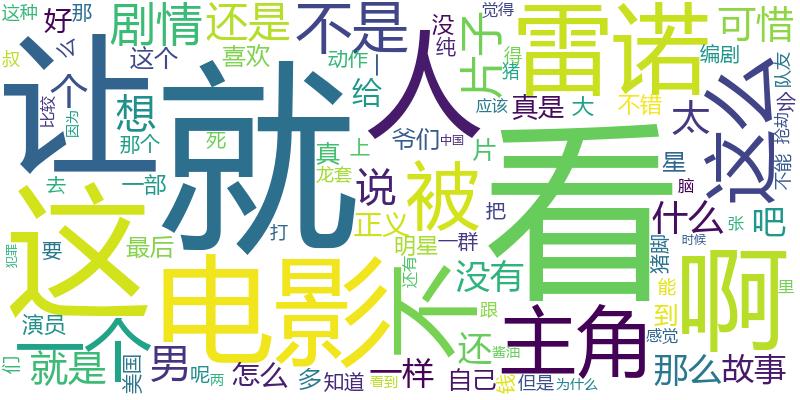 这种
好
那
剧情
还是
不是
没
觉得
雷诺
可惜
叔
么
这个
喜欢
动作
一
纯
片子
得
猪
编剧
队友
让
就
人
个
比较
因为
想
那个
给
应该
真是
大
不错
太
这么
抢劫
业
不能
死
真
上
爷们
中国
片
看
星
脑
去
一部
龙套
说
被
把
什么
张
吧
这
要
最后
打
正义
明星
一群
不
没有
猪脚
时候
啊
里
犯罪
电影
还有
跟
能
到
演员
一个
主角
感觉
们
就是
美国
男
呢
两
怎么
多
知道
一样
看到
还
酱油
自己
钱
但是
为什么
那么
故事